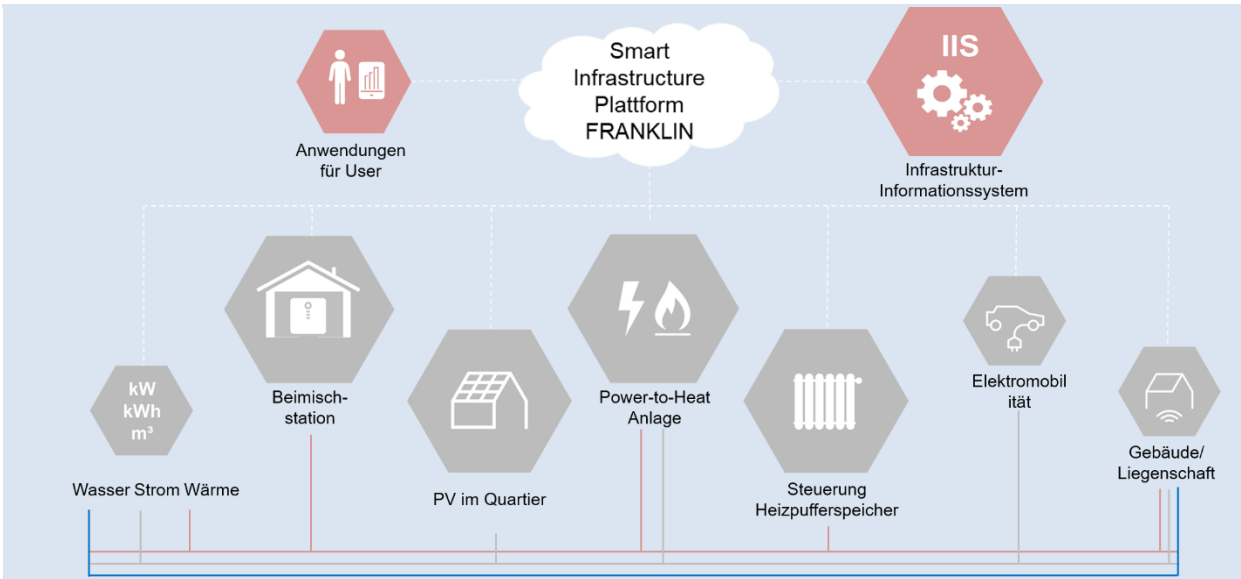 Smart
Infrastructure
Plattform
FRANKLIN
IIS
Anwendungen
für User
Infrastruktur-
Informationssystem
kW
kWh
m³
Wasser Strom Wärme
Beimisch-
station
PV im Quartier
Power-to-Heat
Anlage
Steuerung
Heizpufferspeicher
Elektromobil
ität
Gebäude/
Liegenschaft